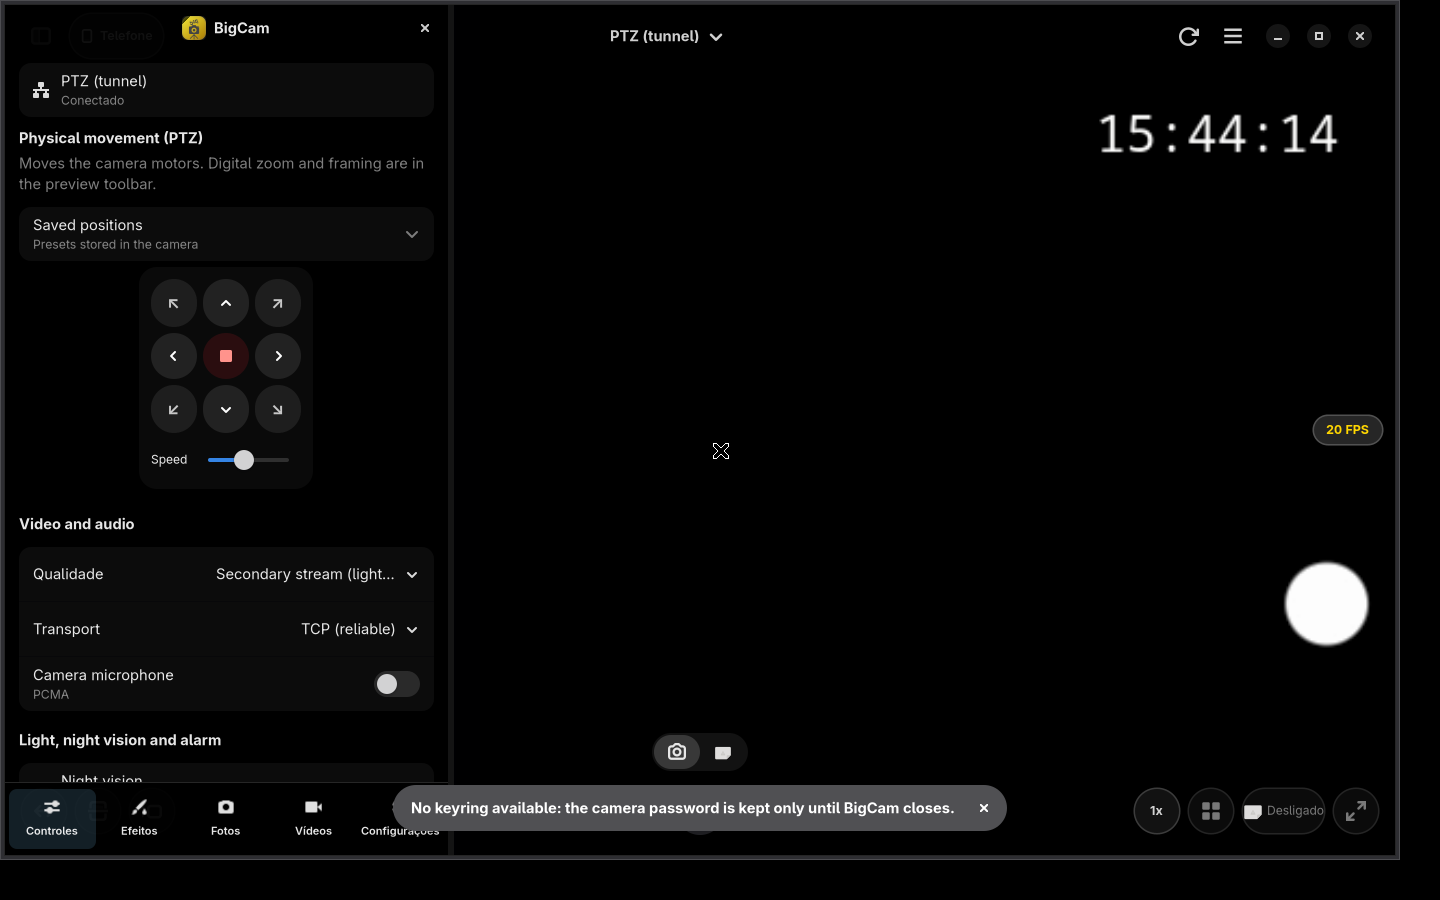 Telefone
BigCam
PTZ (tunnel)
PTZ (tunnel)
Conectado
15:44:14
Physical movement (PTZ)
Moves the camera motors. Digital zoom and framing are in
the preview toolbar.
Saved positions
Presets stored in the camera
Speed
20 FPS
Video and audio
Qualidade
Secondary stream (light...
Transport
TCP (reliable)
Camera microphone
PCMA
Light, night vision and alarm
Night vision
Controles
Efeitos
Fotos
Vídeos
Configurações
No keyring available: the camera password is kept only until BigCam closes.
1x
Desligado